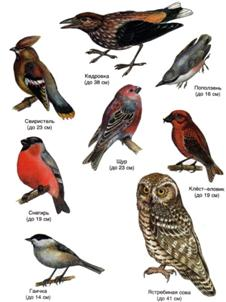 Кедровка
(до 38 см)
Поползень
(до 16 см)
Свиристель
(до 23 см)
Щур
(до 23 см)
Клёст-еловик
(до 19 см)
Снегирь
(до 19 см)
Гаичка
(до 14 см)
Ястребиная сова
(до 41 см)